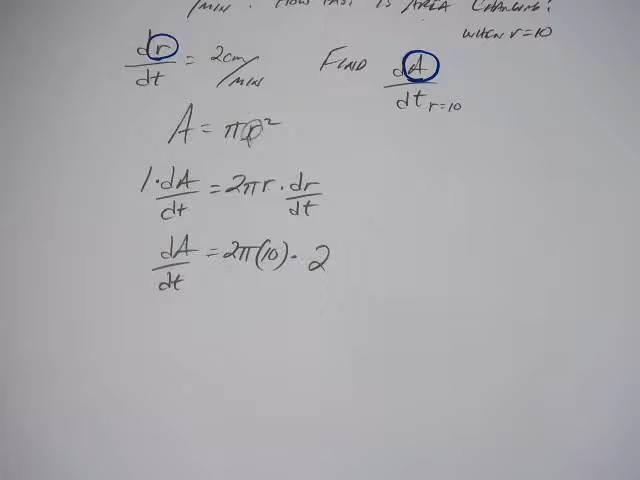 /MIN. HOW FAST IS AREA CHANGING?
WHEN r=10
dr/dt = 2cm/MIN FIND dA/dt r=10
A = πr²
1·dA/dt = 2πr · dr/dt
dA/dt = 2π(10) · 2